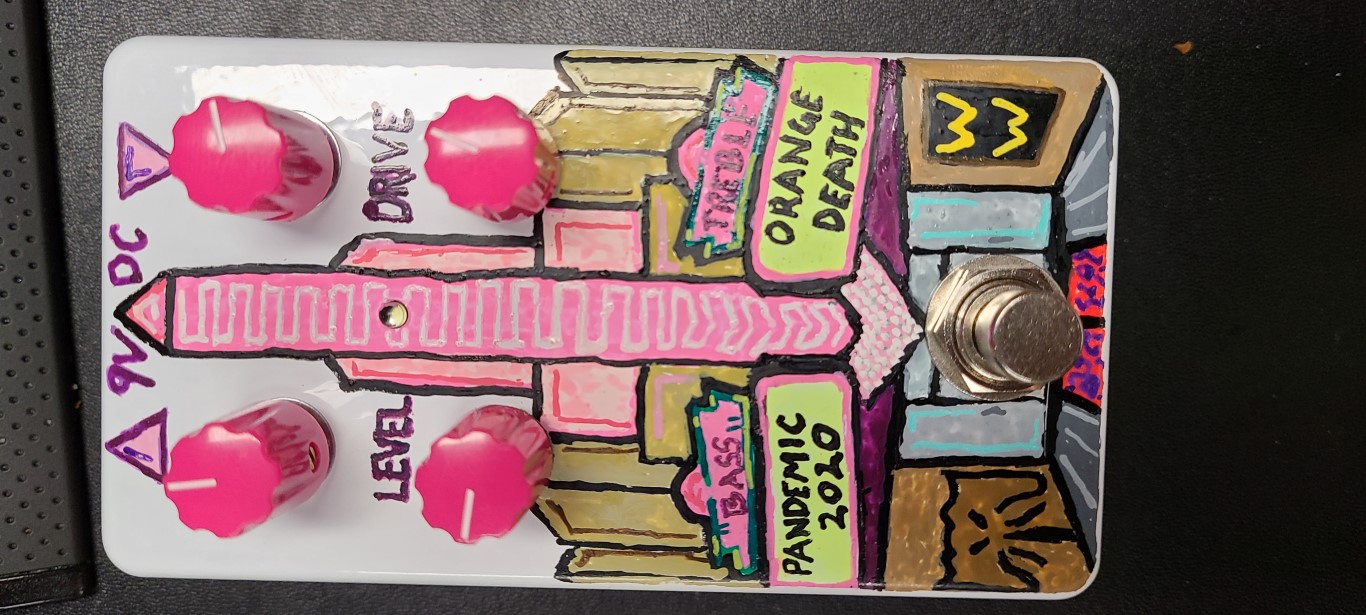 9V DC
LEVEL
DRIVE
BASS
TREBLE
PANDEMIC
2020
ORANGE
DEATH
W
W